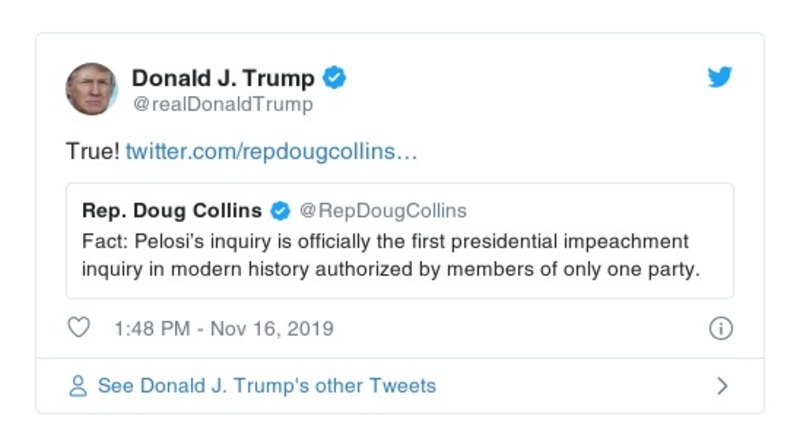 Donald J. Trump
@realDonaldTrump
True! twitter.com/repdougcollins…
Rep. Doug Collins @RepDougCollins
Fact: Pelosi's inquiry is officially the first presidential impeachment
inquiry in modern history authorized by members of only one party.
1:48 PM - Nov 16, 2019
See Donald J. Trump's other Tweets